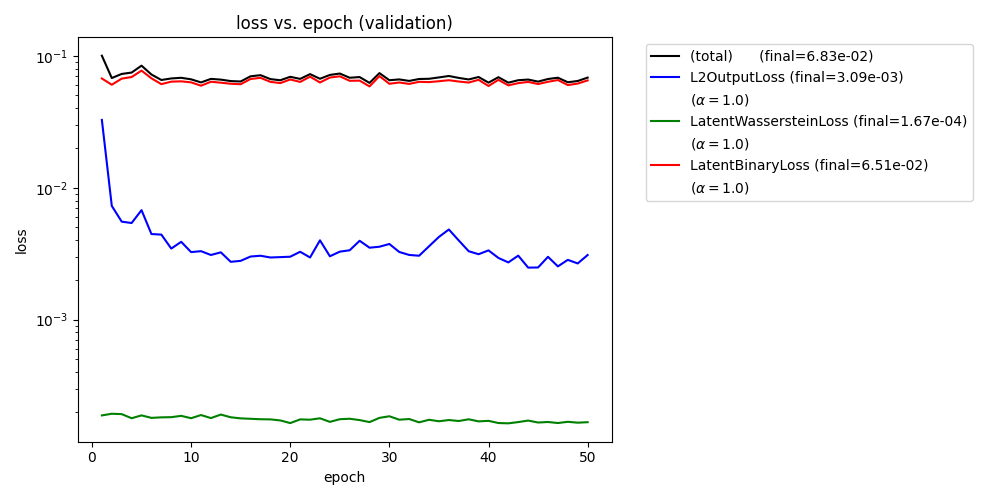 loss vs. epoch (validation)
10⁻¹
10⁻²
10⁻³
loss
0 10 20 30 40 50
epoch
(total) (final=6.83e-02)
L2OutputLoss (final=3.09e-03)
(α = 1.0)
LatentWassersteinLoss (final=1.67e-04)
(α = 1.0)
LatentBinaryLoss (final=6.51e-02)
(α = 1.0)